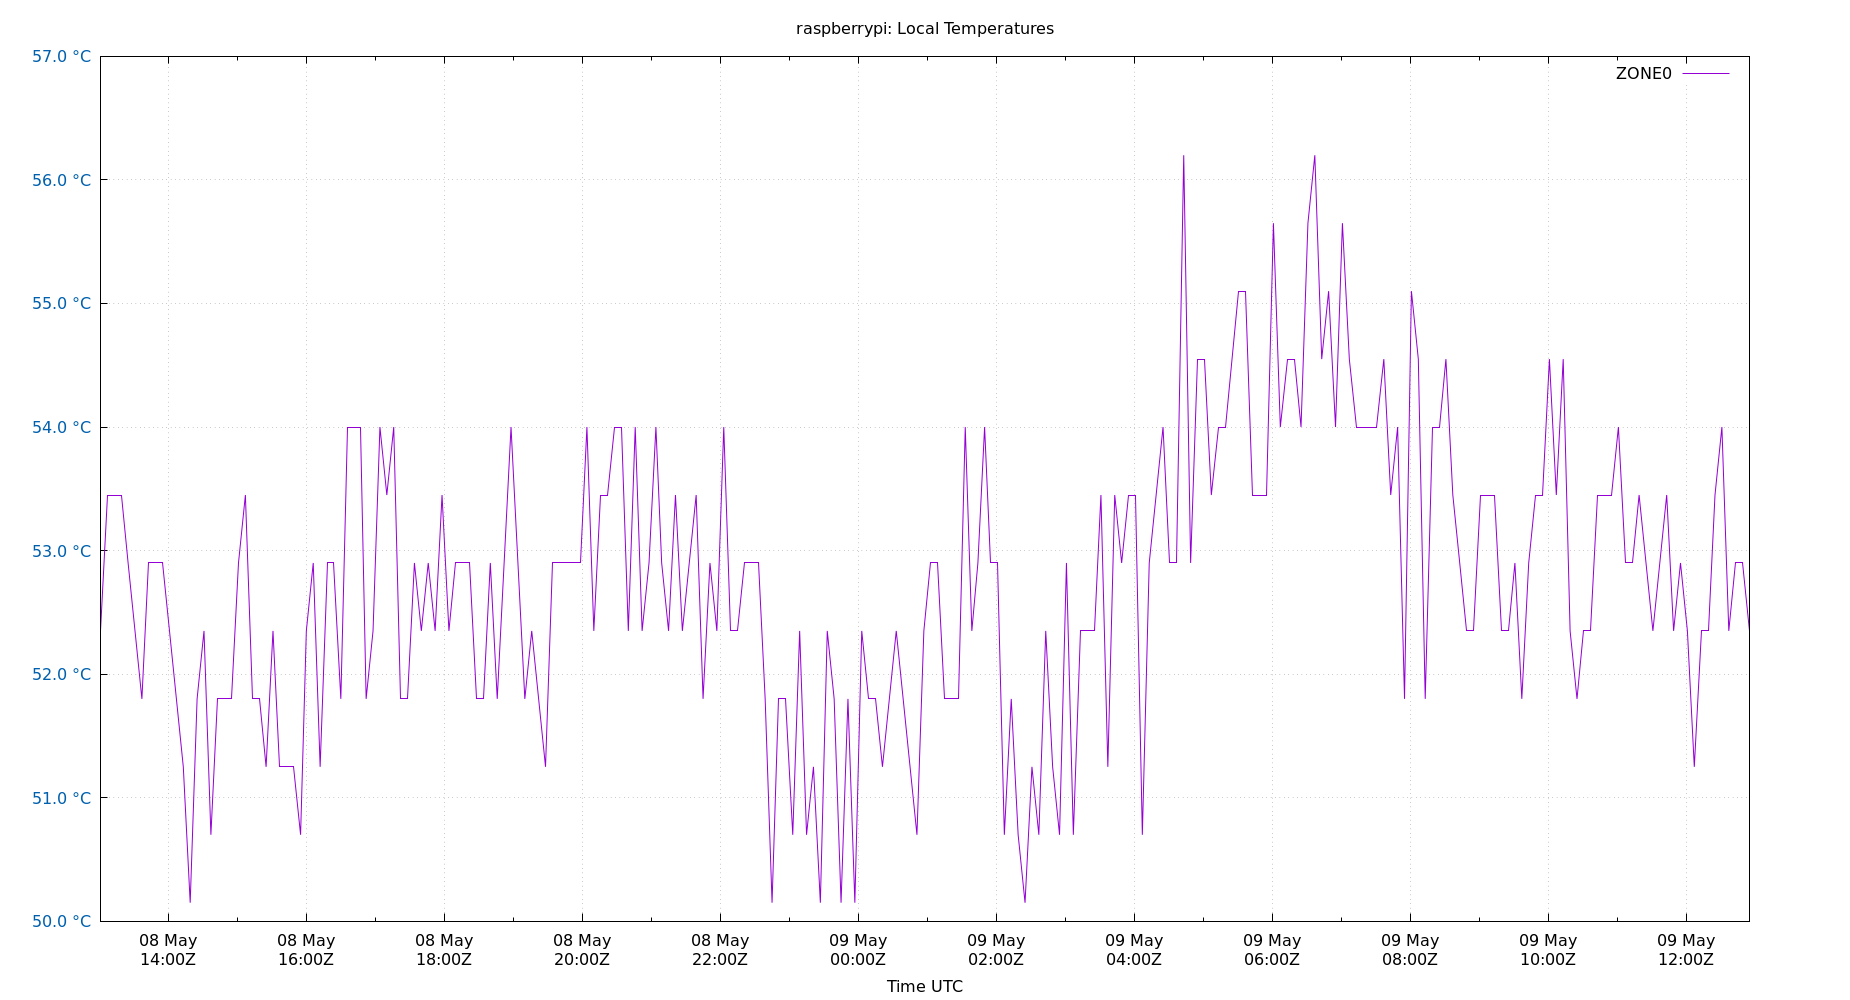 raspberrypi: Local Temperatures
57.0 °C
ZONE0
56.0 °C
55.0 °C
54.0 °C
53.0 °C
52.0 °C
51.0 °C
50.0 °C
08 May 08 May 08 May 08 May 08 May 09 May 09 May 09 May 09 May 09 May 09 May 09 May
14:00Z 16:00Z 18:00Z 20:00Z 22:00Z 00:00Z 02:00Z 04:00Z 06:00Z 08:00Z 10:00Z 12:00Z
Time UTC